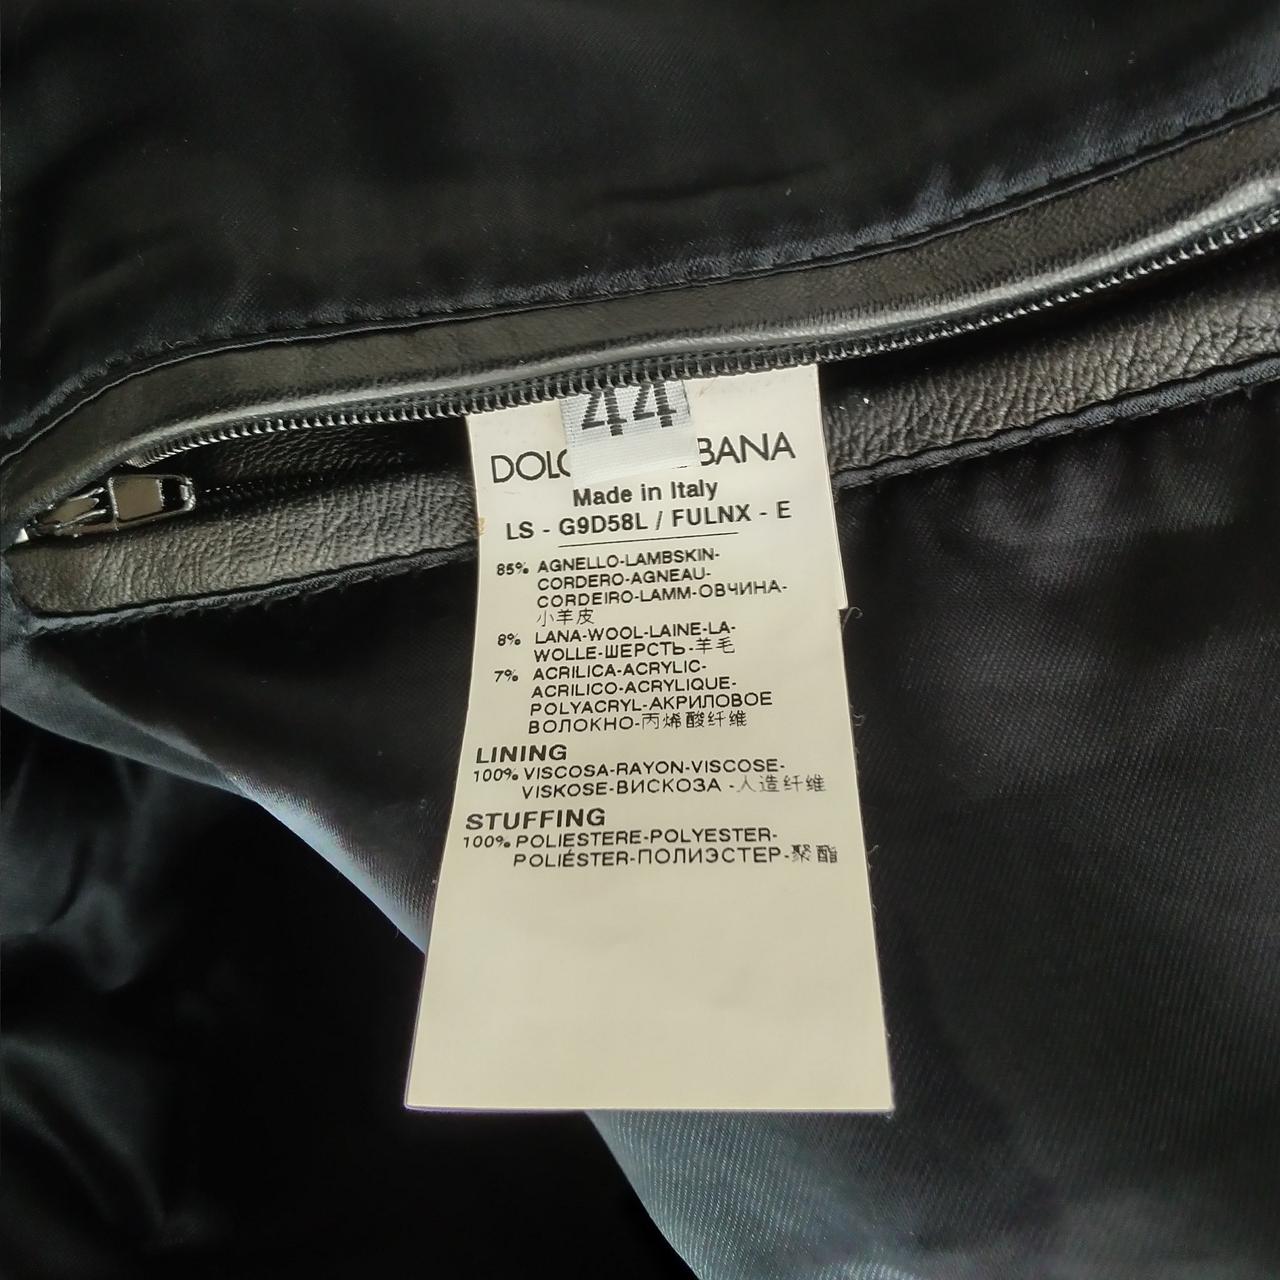 44
DOLC BANA
Made in Italy
LS - G9D58L / FULNX - E
85% AGNELLO-LAMBSKIN-
CORDERO-AGNEAU-
CORDEIRO-LAMM-ОВЧИНА-
小羊皮
8% LANA-WOOL-LAINE-LA-
WOLLE-ШЕРСТЬ-羊毛
7% ACRILICA-ACRYLIC-
ACRILICO-ACRYLIQUE-
POLYACRYL-АКРИЛОВОЕ
ВОЛОКНО-丙烯酸纤维
LINING
100% VISCOSA-RAYON-VISCOSE-
VISKOSE-ВИСКОЗА -人造纤维
STUFFING
100% POLIESTERE-POLYESTER-
POLIÉSTER-ПОЛИЭСТЕР-聚酯